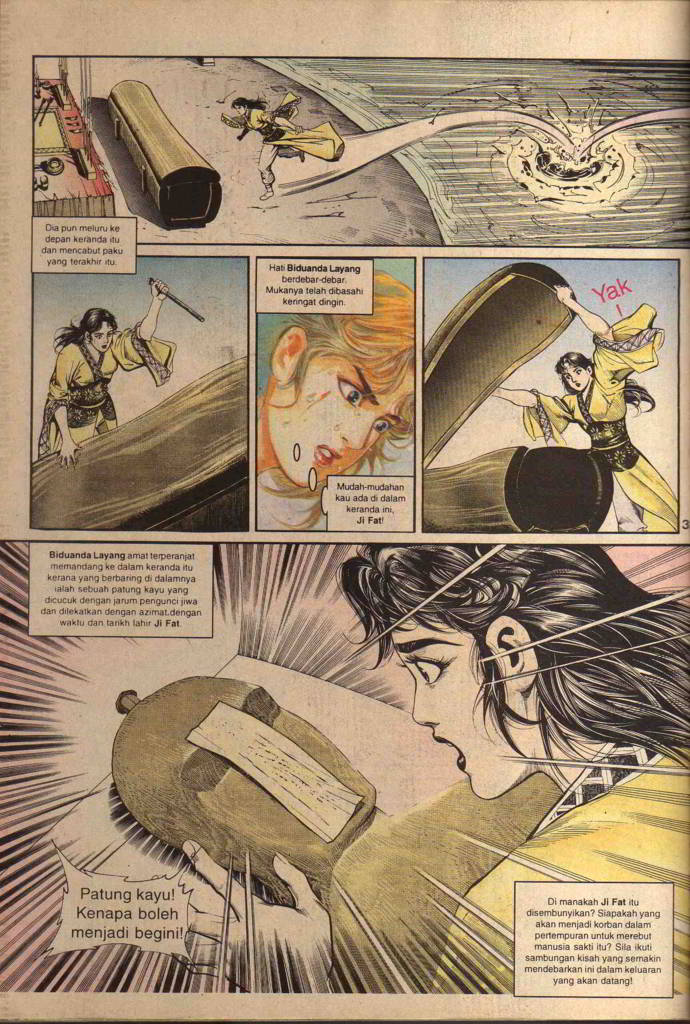 Dia pun meluru ke
depan keranda itu
dan mencabut paku
yang terakhir itu.
Hati Biduanda Layang
berdebar-debar.
Mukanya telah dibasahi
keringat dingin.
Mudah-mudahan
kau ada di dalam
keranda ini,
Ji Fat!
Yak
!
3
Biduanda Layang amat terperanjat
memandang ke dalam keranda itu
kerana yang berbaring di dalamnya
ialah sebuah patung kayu yang
dicucuk dengan jarum pengunci jiwa
dan dilekatkan dengan azimat,dengan
waktu dan tarikh lahir Ji Fat.
Patung kayu!
Kenapa boleh
menjadi begini!
Di manakah Ji Fat itu
disembunyikan? Siapakah yang
akan menjadi korban dalam
pertempuran untuk merebut
manusia sakti itu? Sila ikuti
sambungan kisah yang semakin
mendebarkan ini dalam keluaran
yang akan datang!